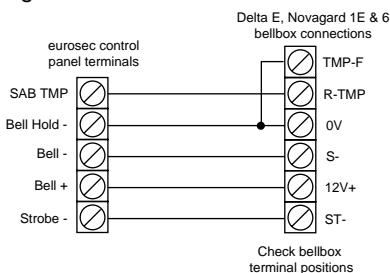 Delta E, Novagard 1E & 6
bellbox connections
eurosec control
panel terminals
TMP-F
SAB TMP
R-TMP
Bell Hold -
0V
Bell -
S-
Bell +
12V+
Strobe -
ST-
Check bellbox
terminal positions